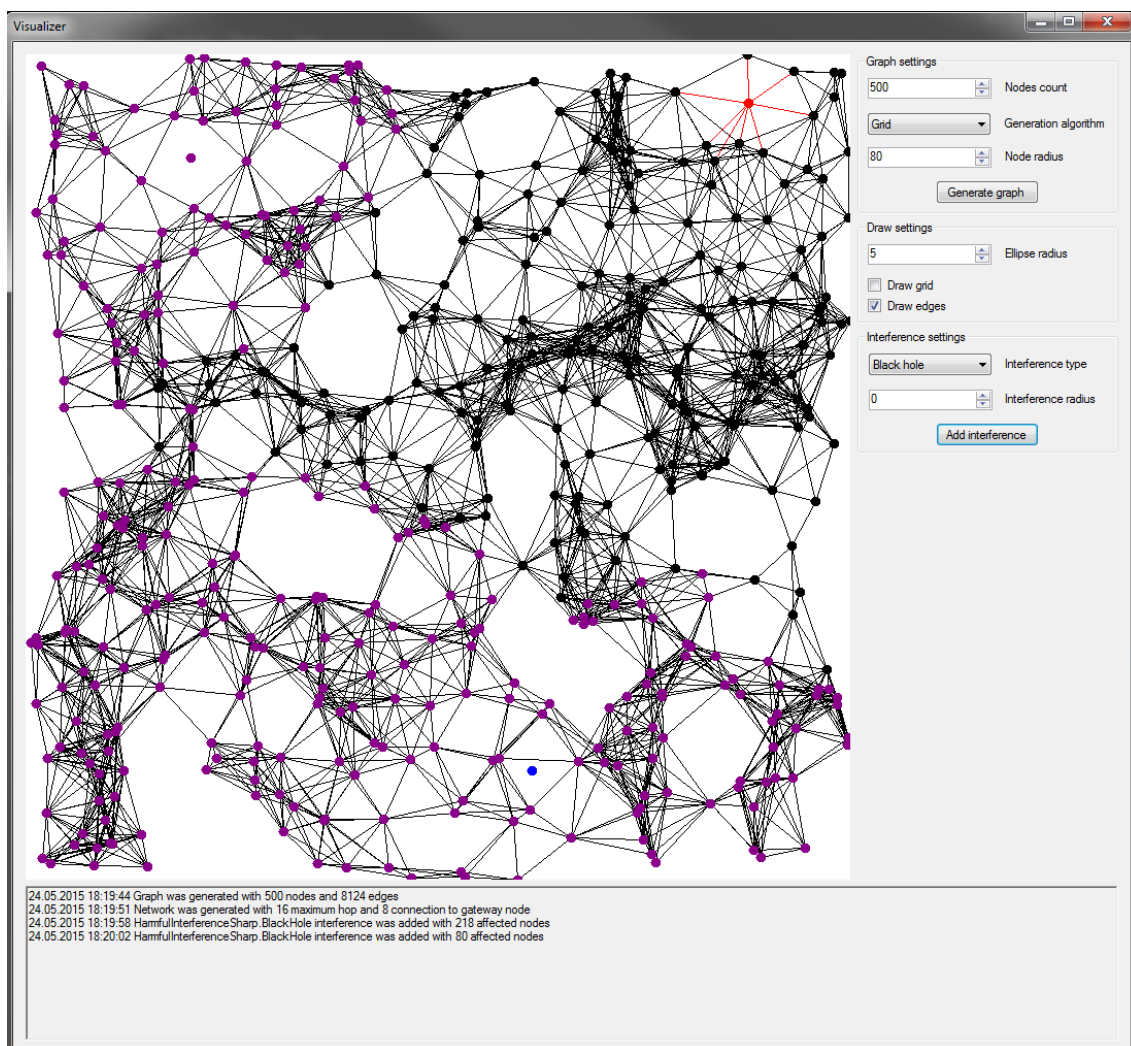 Visualizer
Graph settings
500 Nodes count
Grid Generation algorithm
80 Node radius
Generate graph
Draw settings
5 Ellipse radius
Draw grid
Draw edges
Interference settings
Black hole Interference type
0 Interference radius
Add interference
24.05.2015 18:19:44 Graph was generated with 500 nodes and 8124 edges
24.05.2015 18:19:51 Network was generated with 16 maximum hop and 8 connection to gateway node
24.05.2015 18:19:58 HarmfulInterferenceSharp.BlackHole interference was added with 218 affected nodes
24.05.2015 18:20:02 HarmfulInterferenceSharp.BlackHole interference was added with 80 affected nodes